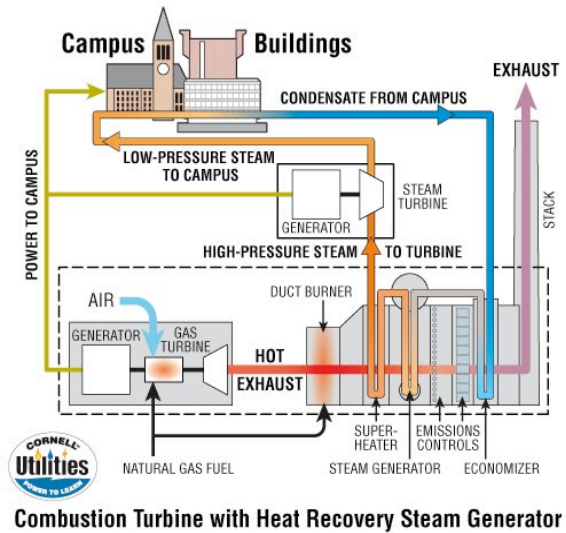 Campus Buildings
EXHAUST
CONDENSATE FROM CAMPUS
LOW-PRESSURE STEAM
TO CAMPUS
STEAM
TURBINE
GENERATOR
POWER TO CAMPUS
STACK
HIGH-PRESSURE STEAM TO TURBINE
DUCT BURNER
AIR
GENERATOR
GAS
TURBINE
HOT
EXHAUST
SUPER-
HEATER
EMISSIONS
CONTROLS
NATURAL GAS FUEL
STEAM GENERATOR
ECONOMIZER
CORNELL
Utilities
POWER TO LEARN
Combustion Turbine with Heat Recovery Steam Generator